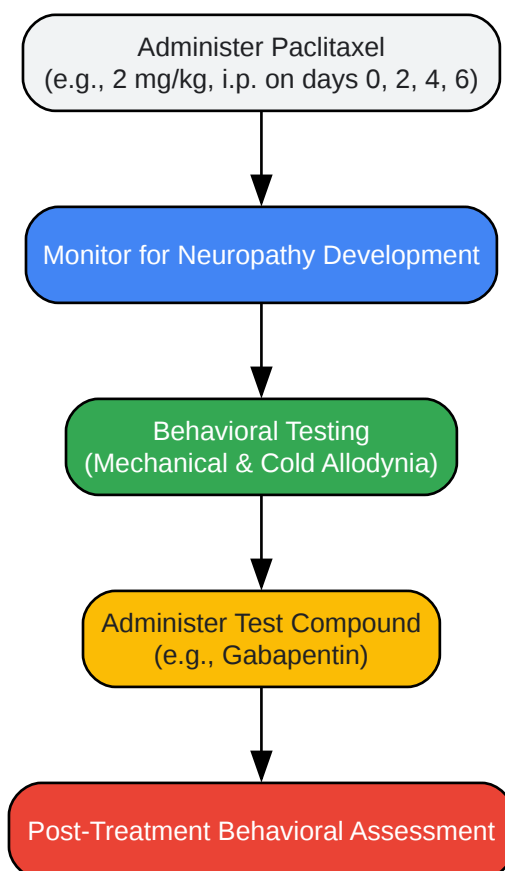 Administer Paclitaxel
(e.g., 2 mg/kg, i.p. on days 0, 2, 4, 6)
Monitor for Neuropathy Development
Behavioral Testing
(Mechanical & Cold Allodynia)
Administer Test Compound
(e.g., Gabapentin)
Post-Treatment Behavioral Assessment